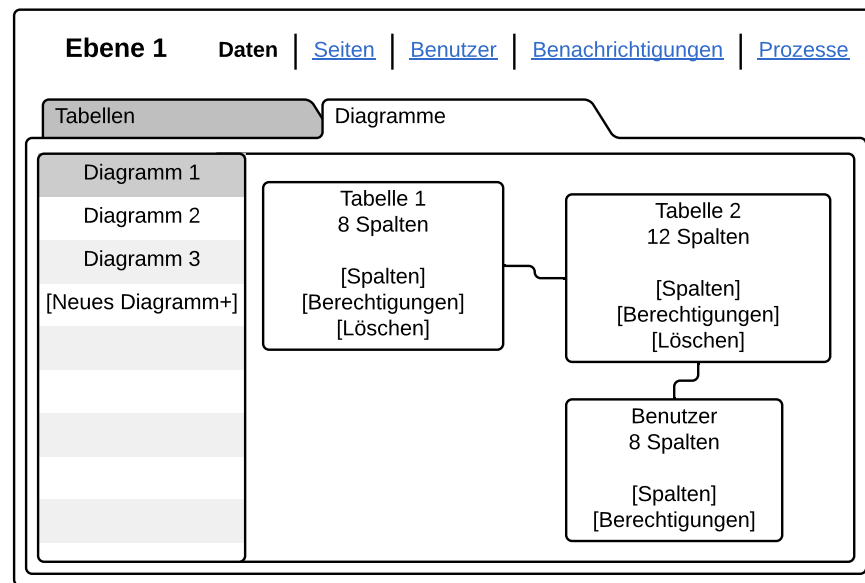 Ebene 1 Daten Seiten Benutzer Benachrichtigungen Prozesse
Tabellen
Diagramme
Diagramm 1
Diagramm 2
Diagramm 3
[Neues Diagramm+]
Tabelle 1
8 Spalten
[Spalten]
[Berechtigungen]
[Löschen]
Tabelle 2
12 Spalten
[Spalten]
[Berechtigungen]
[Löschen]
Benutzer
8 Spalten
[Spalten]
[Berechtigungen]